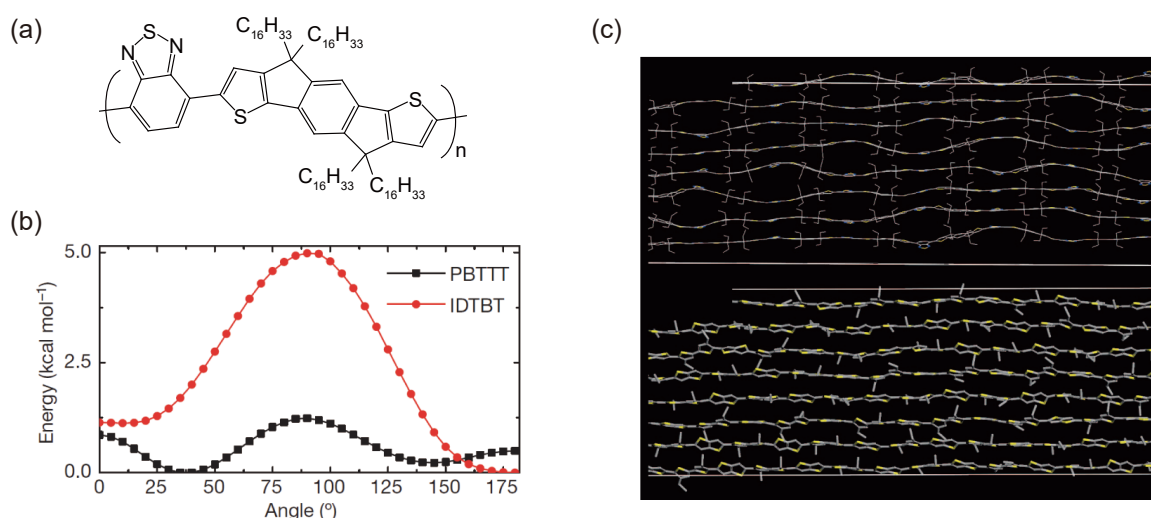 (a)
S
N
N
C₁₆H₃₃
C₁₆H₃₃
S
S
n
C₁₆H₃₃
C₁₆H₃₃
(b)
5.0
2.5
0.0
Energy (kcal mol⁻¹)
PBTTT
IDTBT
0
25
50
75
100
125
150
175
Angle (º)
(c)